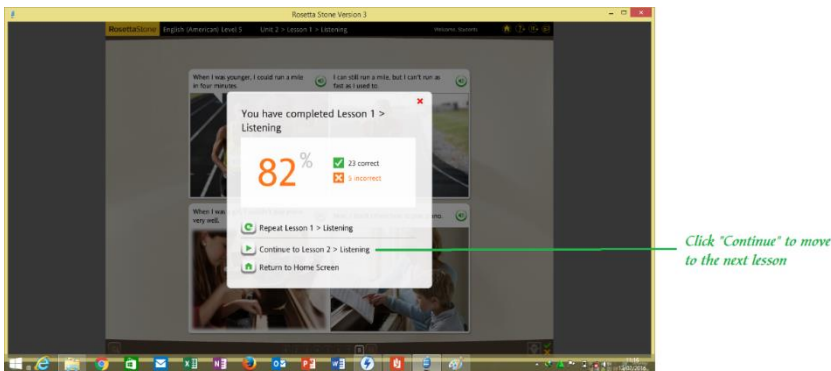 Rosetta Stone Version 3
RosettaStone English (American) Level 5 Unit 2 > Lesson 1 > Listening
When I was younger, I could run a mile
in four minutes
I can still run a mile, but I can't run as
fast as I used to.
You have completed Lesson 1 >
Listening
82%
23 correct
5 incorrect
When I was
very well.
Repeat Lesson 1 > Listening
Continue to Lesson 2 > Listening
Return to Home Screen
Click "Continue" to move
to the next lesson